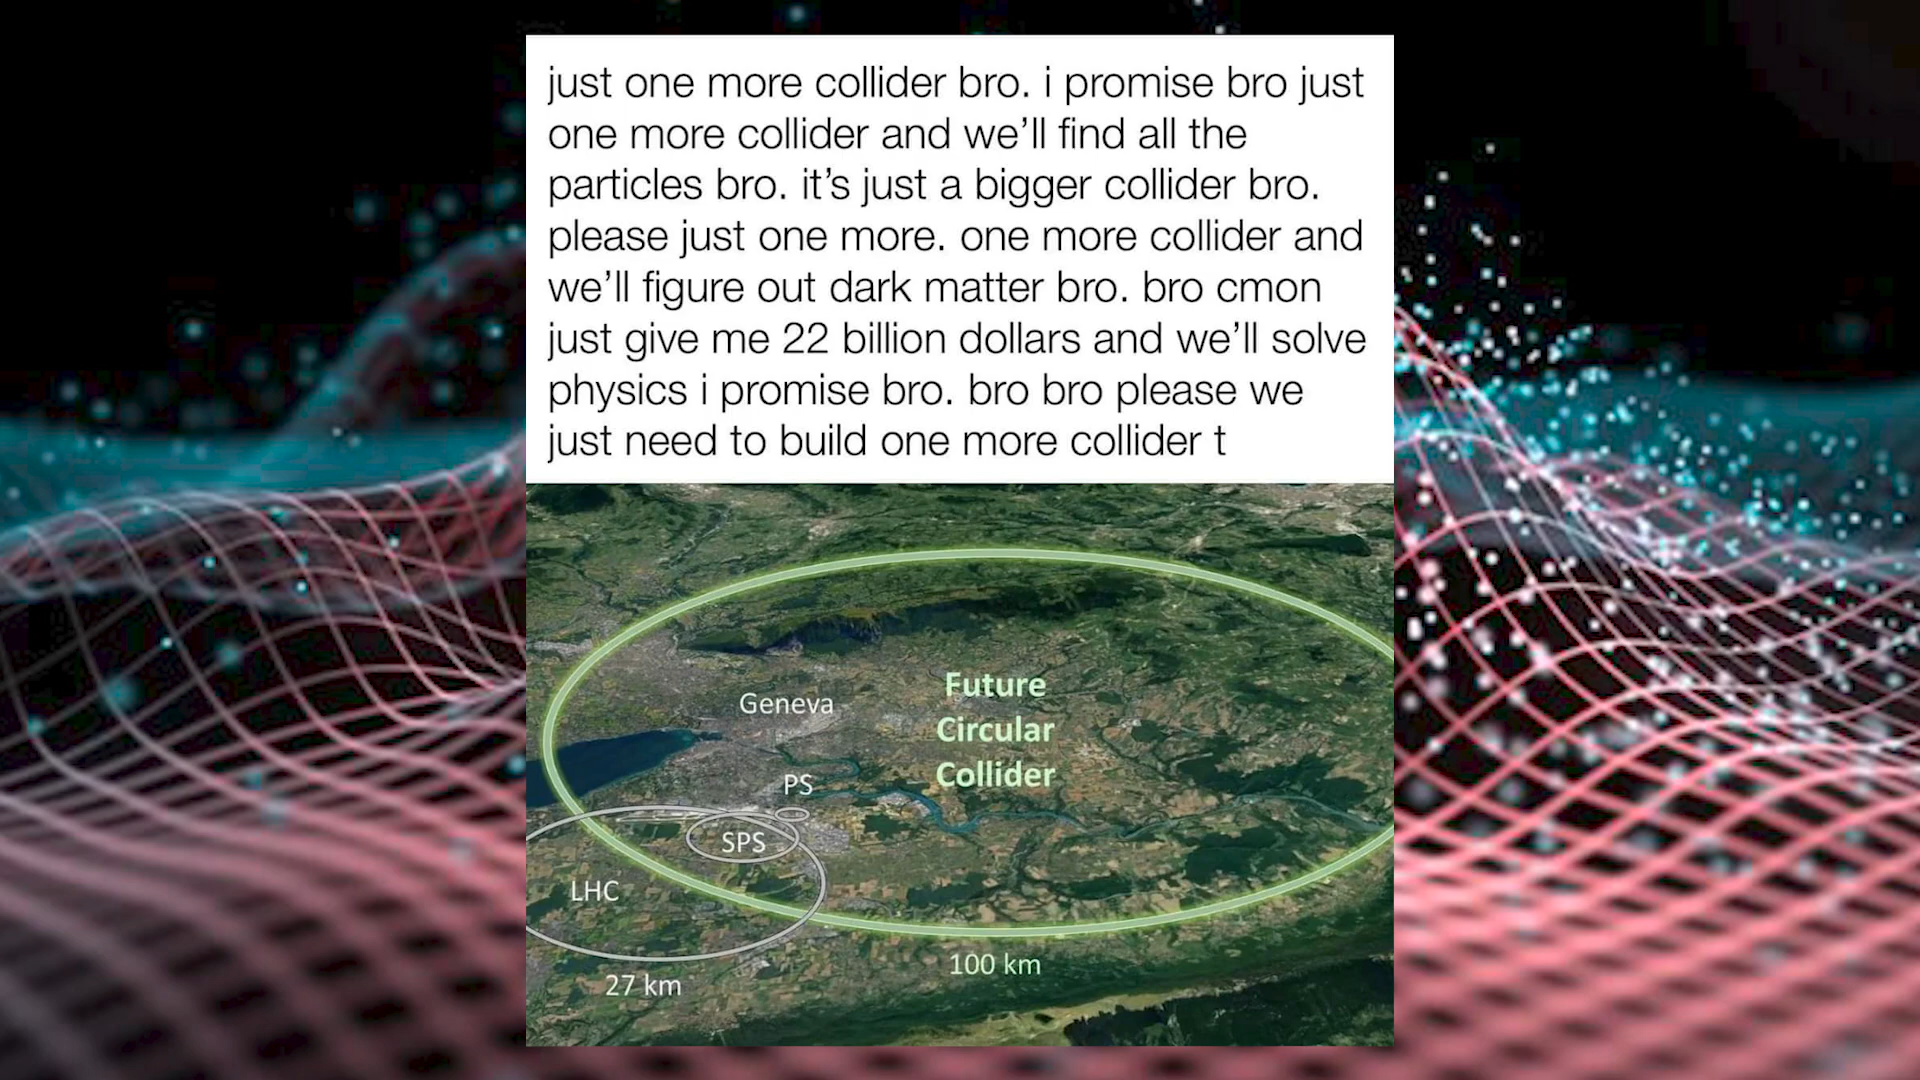 just one more collider bro. i promise bro just
one more collider and we’ll find all the
particles bro. it’s just a bigger collider bro.
please just one more. one more collider and
we’ll figure out dark matter bro. bro cmon
just give me 22 billion dollars and we’ll solve
physics i promise bro. bro bro please we
just need to build one more collider t
Future
Geneva
Circular
Collider
PS
SPS
LHC
100 km
27 km